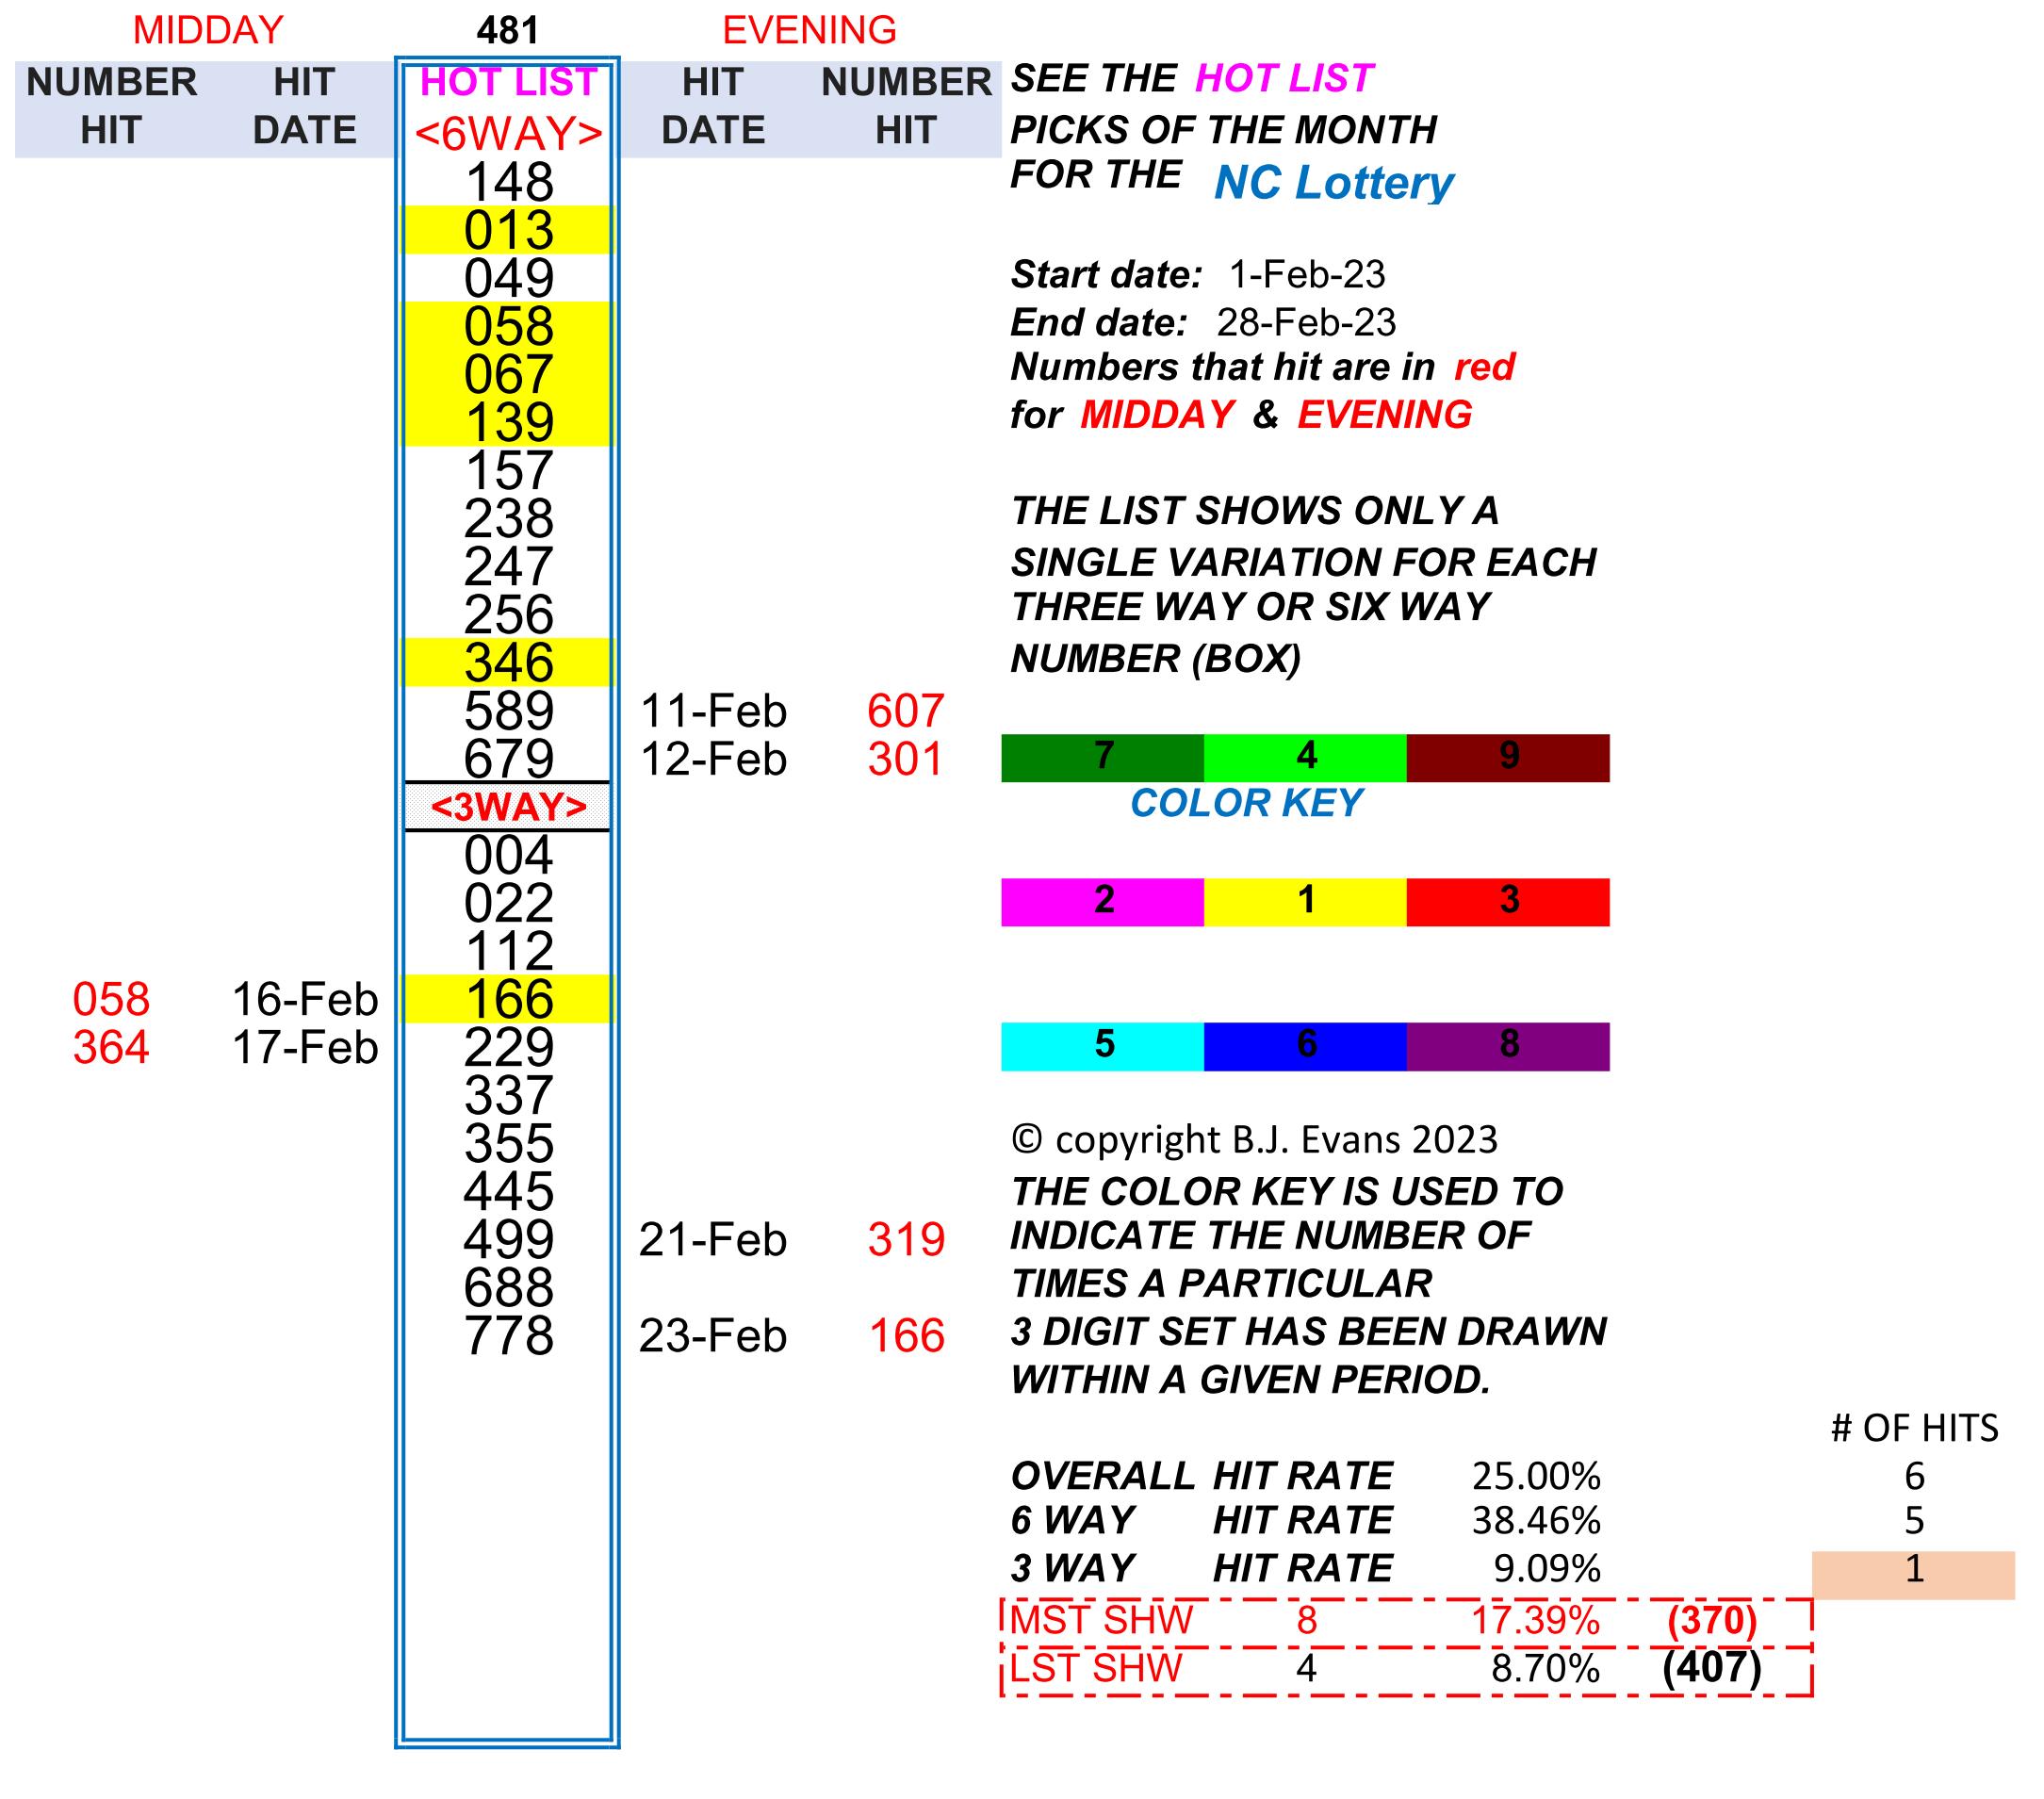 MIDDAY 481 EVENING
NUMBER HIT HOT LIST HIT NUMBER SEE THE HOT LIST
HIT DATE <6WAY> DATE HIT PICKS OF THE MONTH
148 FOR THE NC Lottery
013
049 Start date: 1-Feb-23
058 End date: 28-Feb-23
067 Numbers that hit are in red
139 for MIDDAY & EVENING
157
238 THE LIST SHOWS ONLY A
247 SINGLE VARIATION FOR EACH
256 THREE WAY OR SIX WAY
346 NUMBER (BOX)
589 11-Feb 607
679 12-Feb 301 7 4 9
<3WAY> COLOR KEY
004
022 2 1 3
112
058 16-Feb 166
364 17-Feb 229 5 6 8
337
355 © copyright B.J. Evans 2023
445 THE COLOR KEY IS USED TO
499 21-Feb 319 INDICATE THE NUMBER OF
688 TIMES A PARTICULAR
778 23-Feb 166 3 DIGIT SET HAS BEEN DRAWN
WITHIN A GIVEN PERIOD.
# OF HITS
OVERALL HIT RATE 25.00% 6
6 WAY HIT RATE 38.46% 5
3 WAY HIT RATE 9.09% 1
MST SHW 8 17.39% (370)
LST SHW 4 8.70% (407)